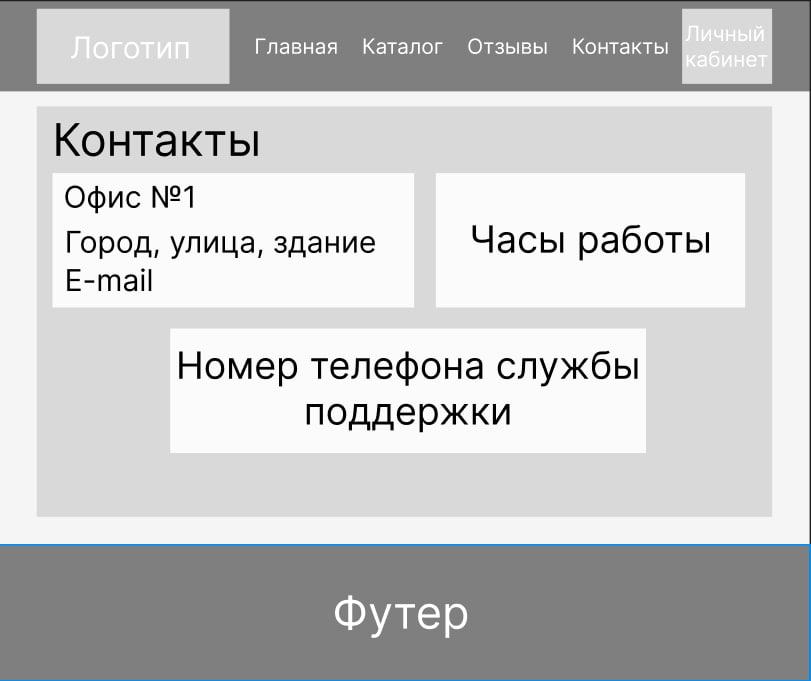 Логотип
Главная
Каталог
Отзывы
Контакты
Личный
кабинет
Контакты
Офис №1
Город, улица, здание
E-mail
Часы работы
Номер телефона службы
поддержки
Футер